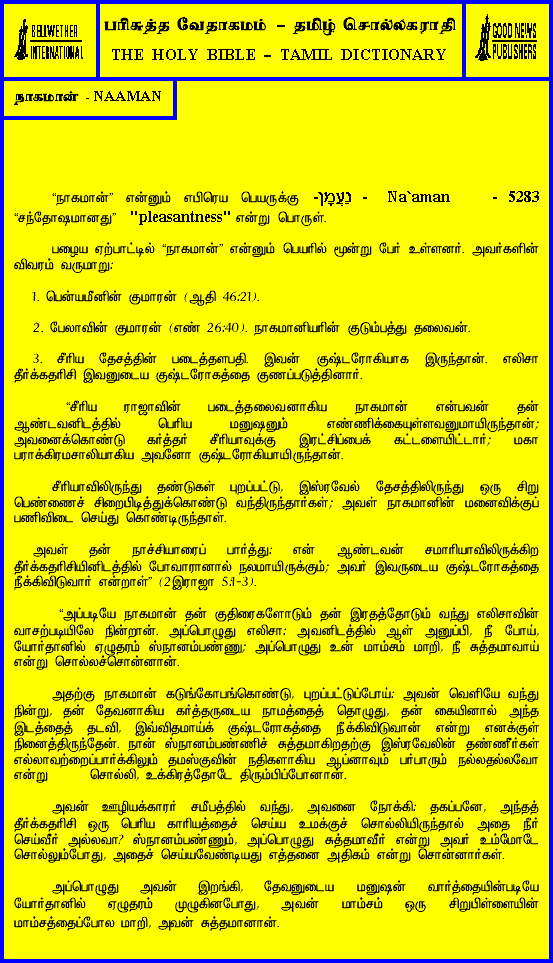 BELLWETHER
INTERNATIONAL
பரிசுத்த வேதாகமம் – தமிழ் சொல்லகராதி
THE HOLY BIBLE – TAMIL DICTIONARY
GOOD NEWS
PUBLISHERS
நாகமான் - NAAMAN
“நாகமான்” என்னும் எபிரெய பெயருக்கு -נַעֲמָן - Na`aman - 5283
“சந்தோஷமானது” "pleasantness" என்று பொருள்.
பழைய ஏற்பாட்டில் “நாகமான்” என்னும் பெயரில் மூன்று பேர் உள்ளனர். அவர்களின்
விவரம் வருமாறு:
1. பென்யமீனின் குமாரன் (ஆதி 46:21).
2. பேலாவின் குமாரன் (எண் 26:40). நாகமானியரின் குடும்பத்து தலைவன்.
3. சீரிய தேசத்தின் படைத்தளபதி. இவன் குஷ்டரோகியாக இருந்தான். எலிசா
தீர்க்கதரிசி இவனுடைய குஷ்டரோகத்தை குணப்படுத்தினார்.
“சீரிய ராஜாவின் படைத்தலைவனாகிய நாகமான் என்பவன் தன்
ஆண்டவனிடத்தில் பெரிய மனுஷனும் எண்ணிக்கையுள்ளவனுமாயிருந்தான்;
அவனைக்கொண்டு கர்த்தர் சீரியாவுக்கு இரட்சிப்பைக் கட்டளையிட்டார்; மகா
பராக்கிரமசாலியாகிய அவனோ குஷ்டரோகியாயிருந்தான்.
சீரியாவிலிருந்து தண்டுகள் புறப்பட்டு, இஸ்ரவேல் தேசத்திலிருந்து ஒரு சிறு
பெண்ணைச் சிறைபிடித்துக்கொண்டு வந்திருந்தார்கள்; அவள் நாகமானின் மனைவிக்குப்
பணிவிடை செய்து கொண்டிருந்தாள்.
அவள் தன் நாச்சியாரைப் பார்த்து: என் ஆண்டவன் சமாரியாவிலிருக்கிற
தீர்க்கதரிசியினிடத்தில் போவாரானால் நலமாயிருக்கும்; அவர் இவருடைய குஷ்டரோகத்தை
நீக்கிவிடுவார் என்றாள்” (2இராஜா 5:1-3).
“அப்படியே நாகமான் தன் குதிரைகளோடும் தன் இரதத்தோடும் வந்து எலிசாவின்
வாசற்படியிலே நின்றான். அப்பொழுது எலிசா: அவனிடத்தில் ஆள் அனுப்பி, நீ போய்,
யோர்தானில் ஏழுதரம் ஸ்நானம்பண்ணு; அப்பொழுது உன் மாம்சம் மாறி, நீ சுத்தமாவாய்
என்று சொல்லச்சொன்னான்.
அதற்கு நாகமான் கடுங்கோபங்கொண்டு, புறப்பட்டுப்போய்: அவன் வெளியே வந்து
நின்று, தன் தேவனாகிய கர்த்தருடைய நாமத்தைத் தொழுது, தன் கையினால் அந்த
இடத்தைத் தடவி, இவ்விதமாய்க் குஷ்டரோகத்தை நீக்கிவிடுவான் என்று எனக்குள்
நினைத்திருந்தேன். நான் ஸ்நானம்பண்ணிச் சுத்தமாகிறதற்கு இஸ்ரவேலின் தண்ணீர்கள்
எல்லாவற்றைப்பார்க்கிலும் தமஸ்குவின் நதிகளாகிய ஆப்னாவும் பர்பாரும் நல்லதல்லவோ
என்று சொல்லி, உக்கிரத்தோடே திரும்பிப்போனான்.
அவன் ஊழியக்காரர் சமீபத்தில் வந்து, அவனை நோக்கி: தகப்பனே, அந்தத்
தீர்க்கதரிசி ஒரு பெரிய காரியத்தைச் செய்ய உமக்குச் சொல்லியிருந்தால் அதை நீர்
செய்வீர் அல்லவா? ஸ்நானம்பண்ணும், அப்பொழுது சுத்தமாவீர் என்று அவர் உம்மோடே
சொல்லும்போது, அதைச் செய்யவேண்டியது எத்தனை அதிகம் என்று சொன்னார்கள்.
அப்பொழுது அவன் இறங்கி, தேவனுடைய மனுஷன் வார்த்தையின்படியே
யோர்தானில் ஏழுதரம் முழுகினபோது, அவன் மாம்சம் ஒரு சிறுபிள்ளையின்
மாம்சத்தைப்போல மாறி, அவன் சுத்தமானான்.